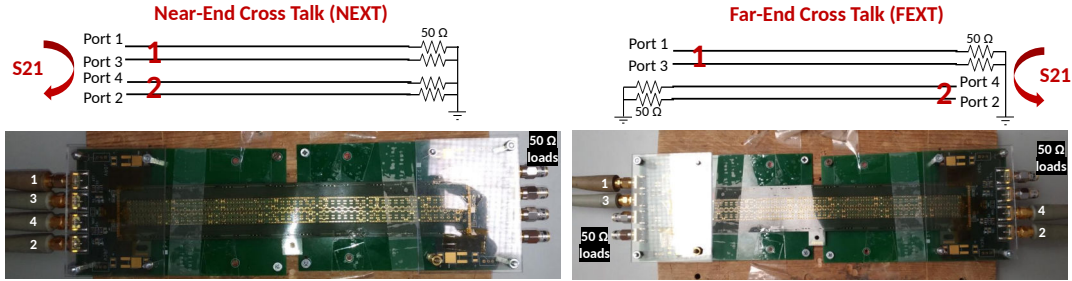 Near-End Cross Talk (NEXT)
50 Ω
Port 1
1
Port 3
S21
Port 4
2
Port 2
50 Ω
loads
1
3
4
2
Far-End Cross Talk (FEXT)
50 Ω
Port 1
1
Port 3
S21
Port 4
2
Port 2
50 Ω
50 Ω
loads
1
3
4
2
50 Ω
loads